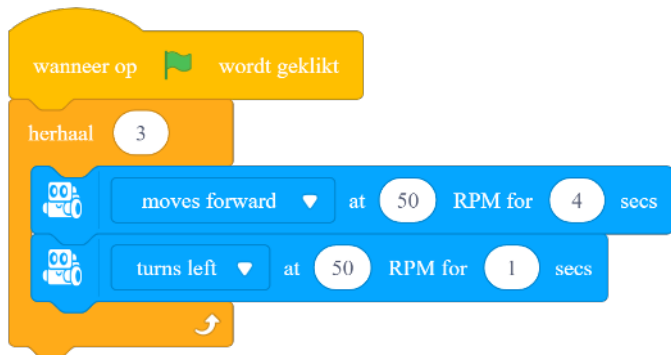 wanneer op wordt geklikt
herhaal 3
moves forward at 50 RPM for 4 secs
turns left at 50 RPM for 1 secs